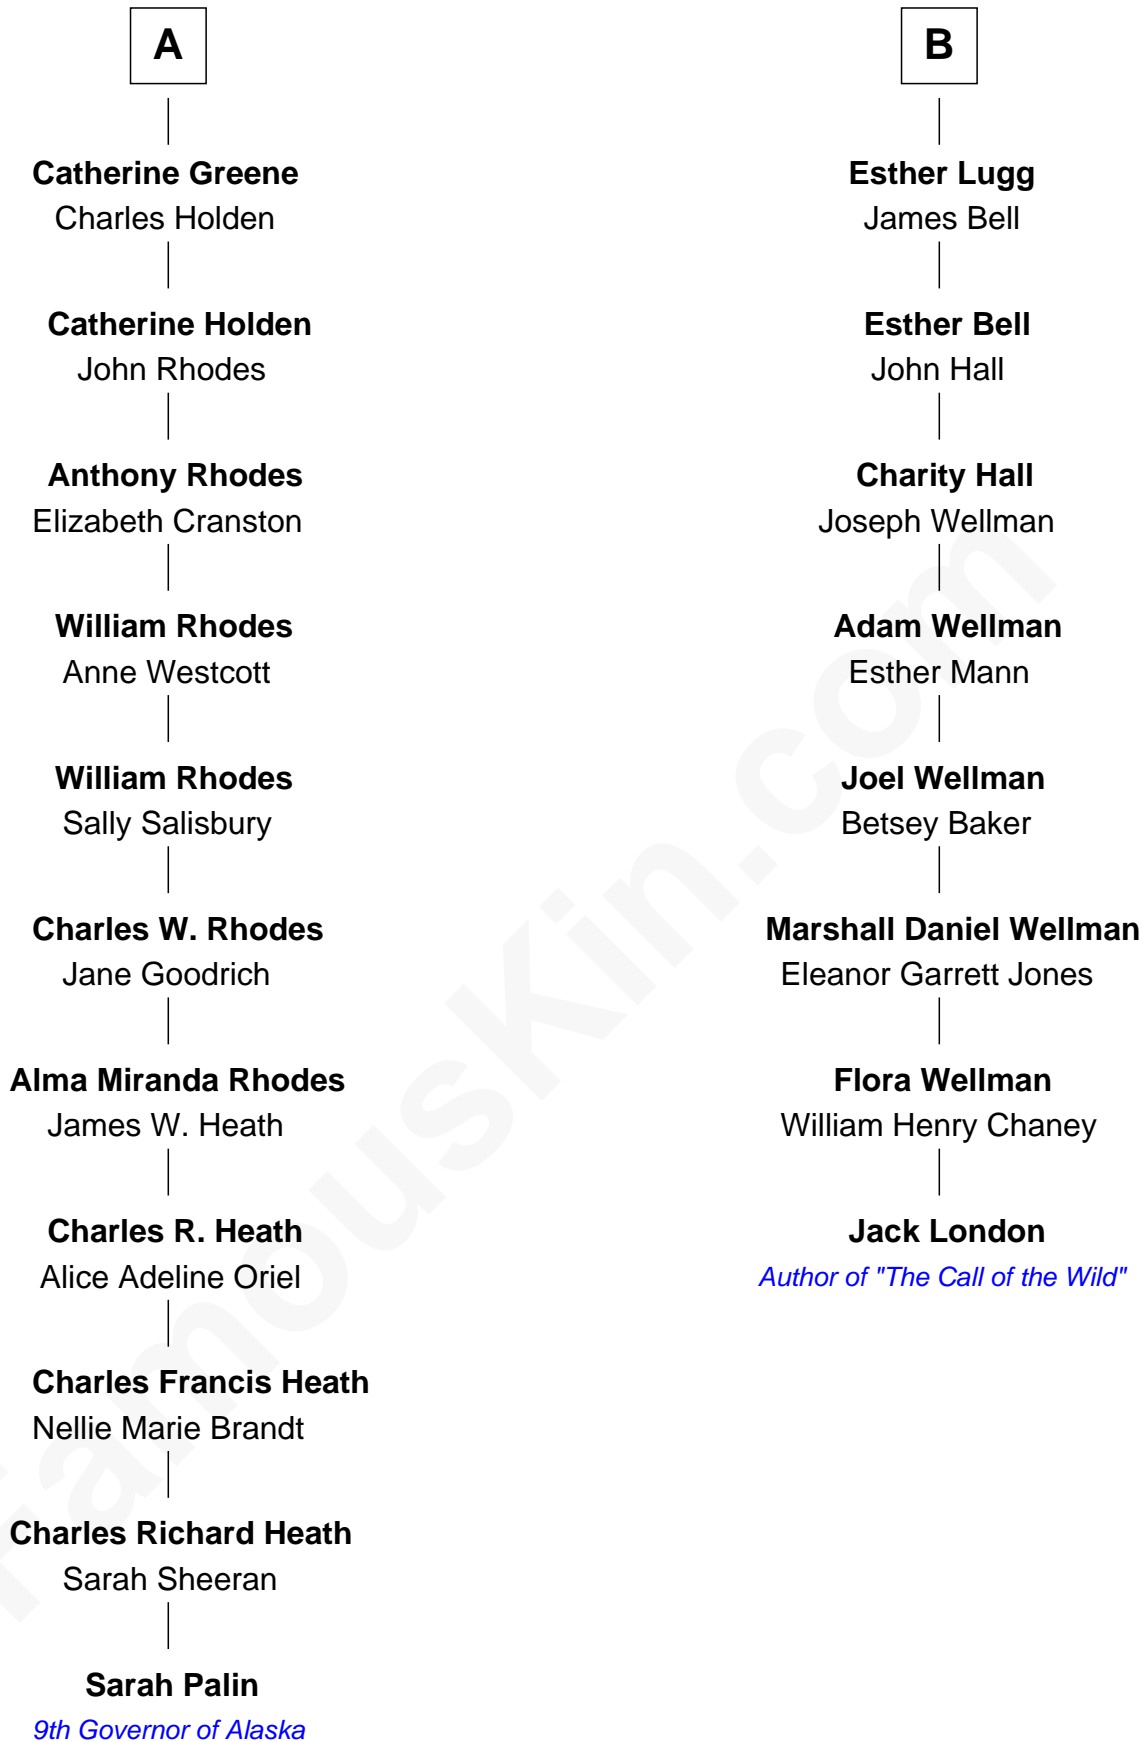 A
Catherine Greene
Charles Holden
Catherine Holden
John Rhodes
Anthony Rhodes
Elizabeth Cranston
William Rhodes
Anne Westcott
William Rhodes
Sally Salisbury
Charles W. Rhodes
Jane Goodrich
Alma Miranda Rhodes
James W. Heath
Charles R. Heath
Alice Adeline Oriel
Charles Francis Heath
Nellie Marie Brandt
Charles Richard Heath
Sarah Sheeran
Sarah Palin
9th Governor of Alaska
B
Esther Lugg
James Bell
Esther Bell
John Hall
Charity Hall
Joseph Wellman
Adam Wellman
Esther Mann
Joel Wellman
Betsey Baker
Marshall Daniel Wellman
Eleanor Garrett Jones
Flora Wellman
William Henry Chaney
Jack London
Author of "The Call of the Wild"
FamousKin.com